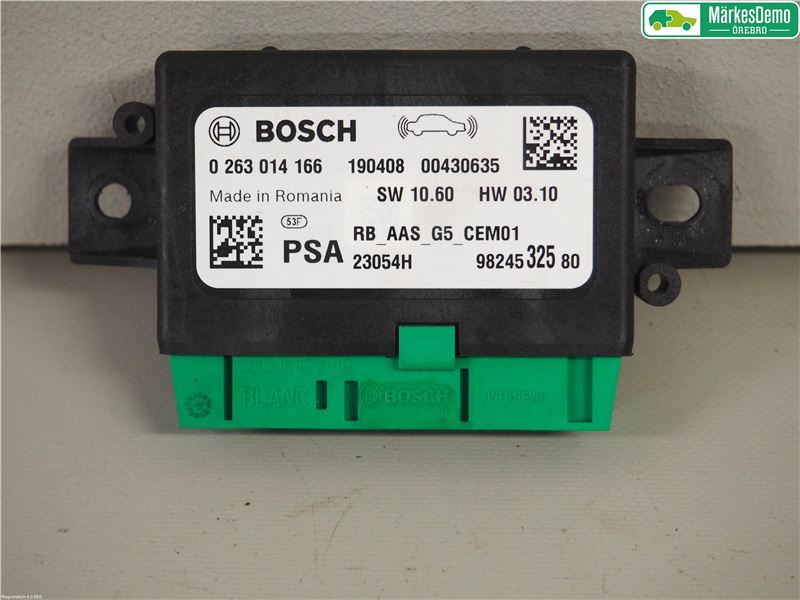 MärkesDemo
ÖREBRO
BOSCH
0 263 014 166 190408 00430635
Made in Romania SW 10.60 HW 03.10
53F
PSA RB_AAS_G5_CEM01
23054H 98245 325 80
BLANC BOSCH